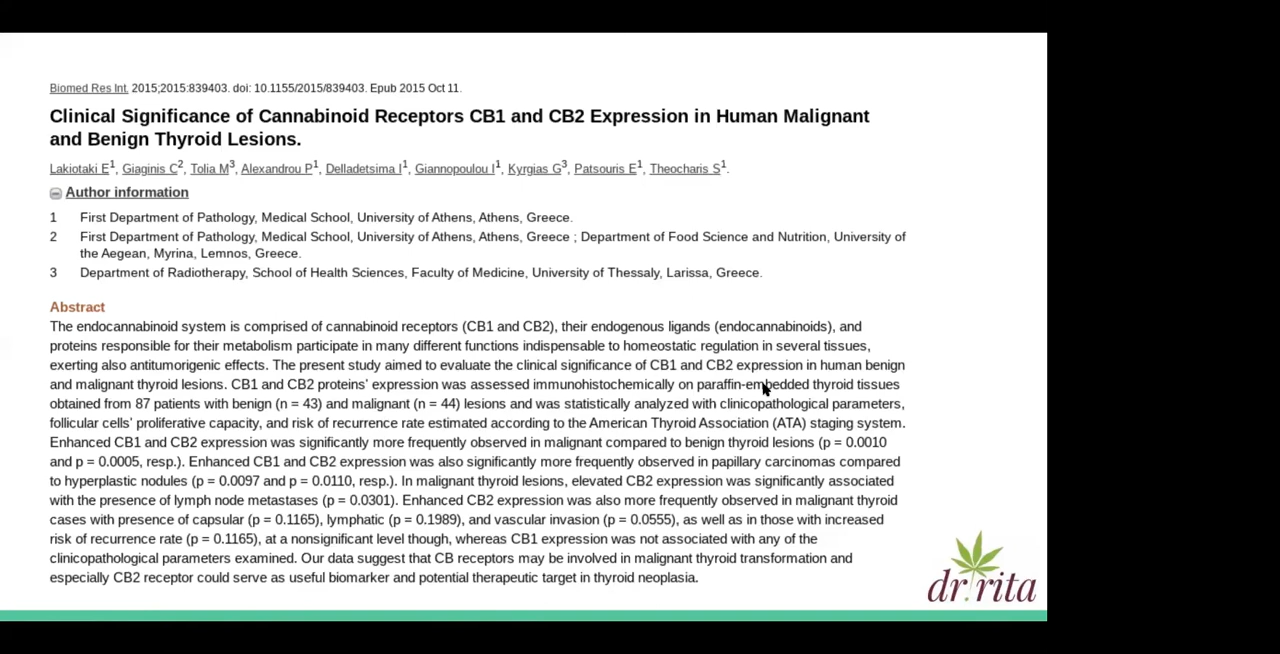 Biomed Res Int. 2015;2015:839403. doi: 10.1155/2015/839403. Epub 2015 Oct 11.
Clinical Significance of Cannabinoid Receptors CB1 and CB2 Expression in Human Malignant
and Benign Thyroid Lesions.
Lakiotaki E1, Giaginis C2, Tolia M3, Alexandrou P1, Delladetsima I1, Giannopoulou I1, Kyrgias G3, Patsouris E1, Theocharis S1.
Author information
1 First Department of Pathology, Medical School, University of Athens, Athens, Greece.
2 First Department of Pathology, Medical School, University of Athens, Athens, Greece ; Department of Food Science and Nutrition, University of
the Aegean, Myrina, Lemnos, Greece.
3 Department of Radiotherapy, School of Health Sciences, Faculty of Medicine, University of Thessaly, Larissa, Greece.
Abstract
The endocannabinoid system is comprised of cannabinoid receptors (CB1 and CB2), their endogenous ligands (endocannabinoids), and
proteins responsible for their metabolism participate in many different functions indispensable to homeostatic regulation in several tissues,
exerting also antitumorigenic effects. The present study aimed to evaluate the clinical significance of CB1 and CB2 expression in human benign
and malignant thyroid lesions. CB1 and CB2 proteins' expression was assessed immunohistochemically on paraffin-embedded thyroid tissues
obtained from 87 patients with benign (n = 43) and malignant (n = 44) lesions and was statistically analyzed with clinicopathological parameters,
follicular cells' proliferative capacity, and risk of recurrence rate estimated according to the American Thyroid Association (ATA) staging system.
Enhanced CB1 and CB2 expression was significantly more frequently observed in malignant compared to benign thyroid lesions (p = 0.0010
and p = 0.0005, resp.). Enhanced CB1 and CB2 expression was also significantly more frequently observed in papillary carcinomas compared
to hyperplastic nodules (p = 0.0097 and p = 0.0110, resp.). In malignant thyroid lesions, elevated CB2 expression was significantly associated
with the presence of lymph node metastases (p = 0.0301). Enhanced CB2 expression was also more frequently observed in malignant thyroid
cases with presence of capsular (p = 0.1165), lymphatic (p = 0.1989), and vascular invasion (p = 0.0555), as well as in those with increased
risk of recurrence rate (p = 0.1165), at a nonsignificant level though, whereas CB1 expression was not associated with any of the
clinicopathological parameters examined. Our data suggest that CB receptors may be involved in malignant thyroid transformation and
especially CB2 receptor could serve as useful biomarker and potential therapeutic target in thyroid neoplasia.
dr. rita